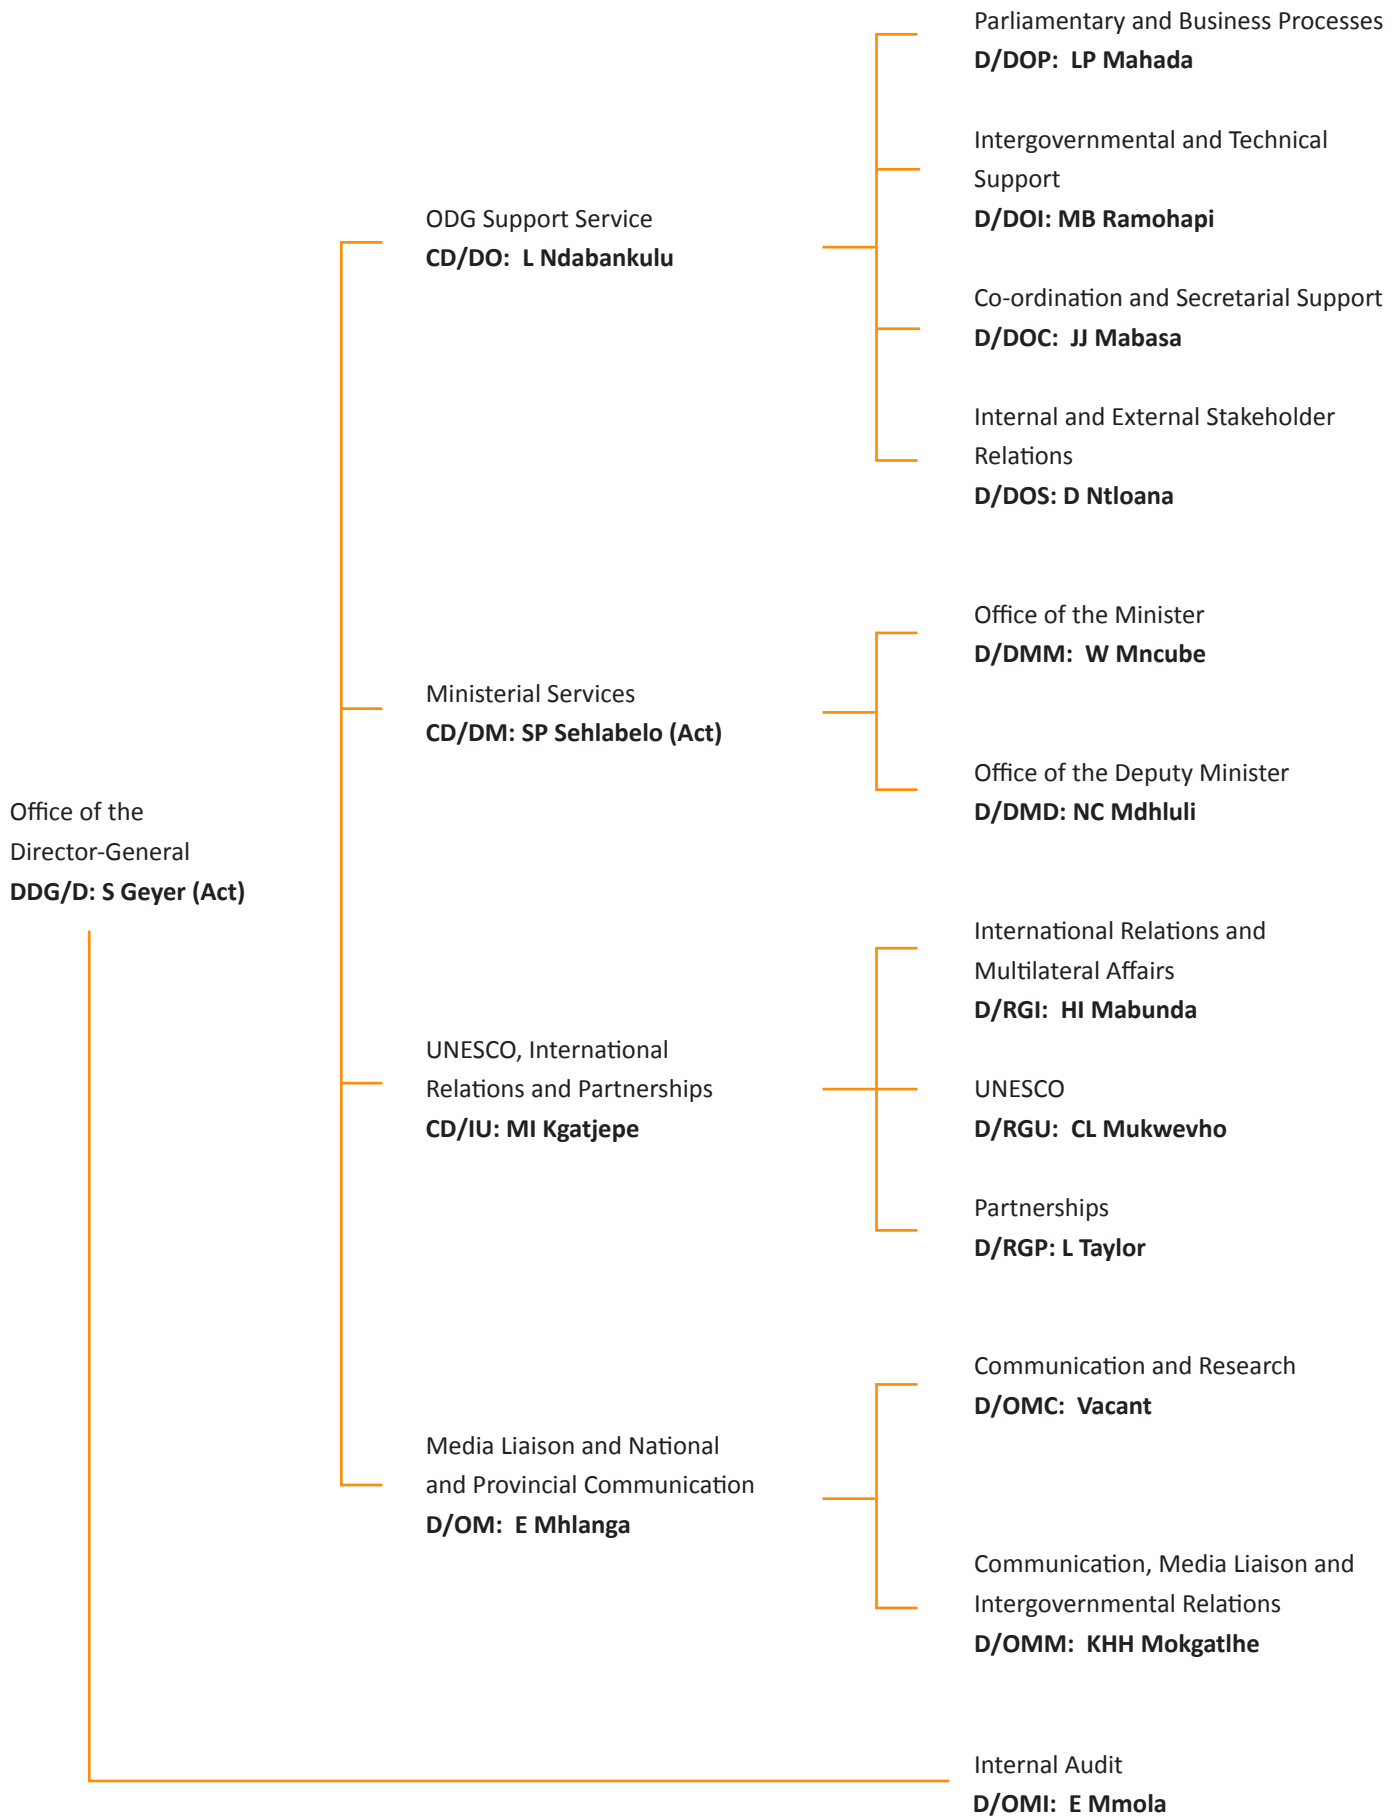 Office of the
Director-General
DDG/D: S Geyer (Act)
ODG Support Service
CD/DO: L Ndabankulu
Parliamentary and Business Processes
D/DOP: LP Mahada
Intergovernmental and Technical
Support
D/DOI: MB Ramohapi
Co-ordination and Secretarial Support
D/DOC: JJ Mabasa
Internal and External Stakeholder
Relations
D/DOS: D Ntloana
Ministerial Services
CD/DM: SP Sehlabelo (Act)
Office of the Minister
D/DMM: W Mncube
Office of the Deputy Minister
D/DMD: NC Mdhluli
UNESCO, International
Relations and Partnerships
CD/IU: MI Kgatjepe
International Relations and
Multilateral Affairs
D/RGI: HI Mabunda
UNESCO
D/RGU: CL Mukwevho
Partnerships
D/RGP: L Taylor
Media Liaison and National
and Provincial Communication
D/OM: E Mhlanga
Communication and Research
D/OMC: Vacant
Communication, Media Liaison and
Intergovernmental Relations
D/OMM: KHH Mokgatlhe
Internal Audit
D/OMI: E Mmola